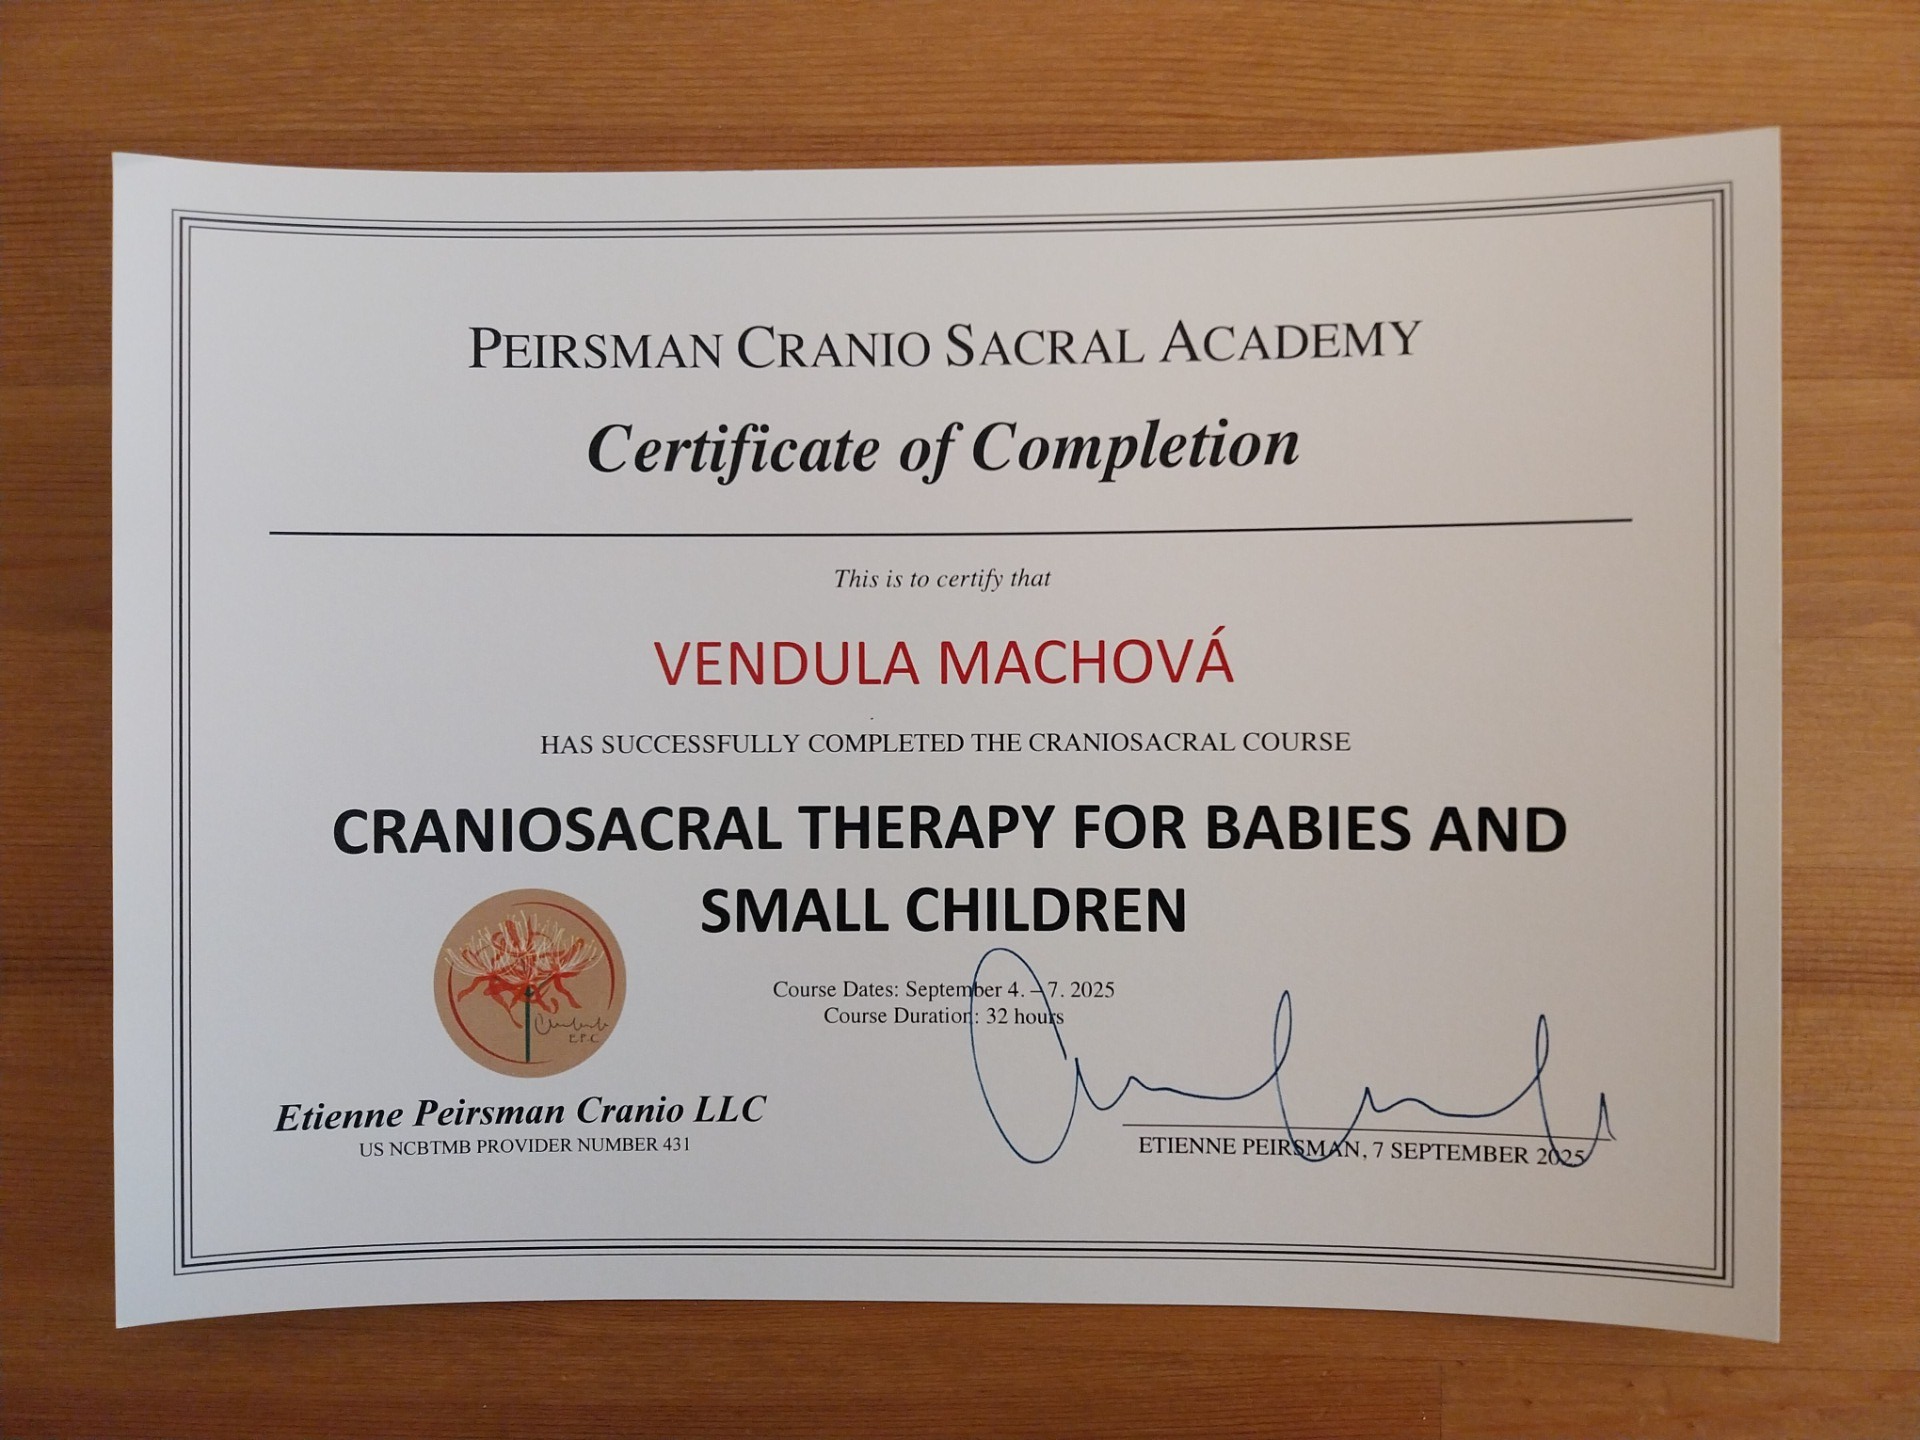 PEIRSMAN CRANIO SACRAL ACADEMY
Certificate of Completion
This is to certify that
VENDULA MACHOVÁ
HAS SUCCESSFULLY COMPLETED THE CRANIOSACRAL COURSE
CRANIOSACRAL THERAPY FOR BABIES AND
SMALL CHILDREN
Course Dates: September 4. – 7. 2025
Course Duration: 32 hours
E.P.C
Etienne Peirsman Cranio LLC
US NCBTMB PROVIDER NUMBER 431
ETIENNE PEIRSMAN, 7 SEPTEMBER 2025